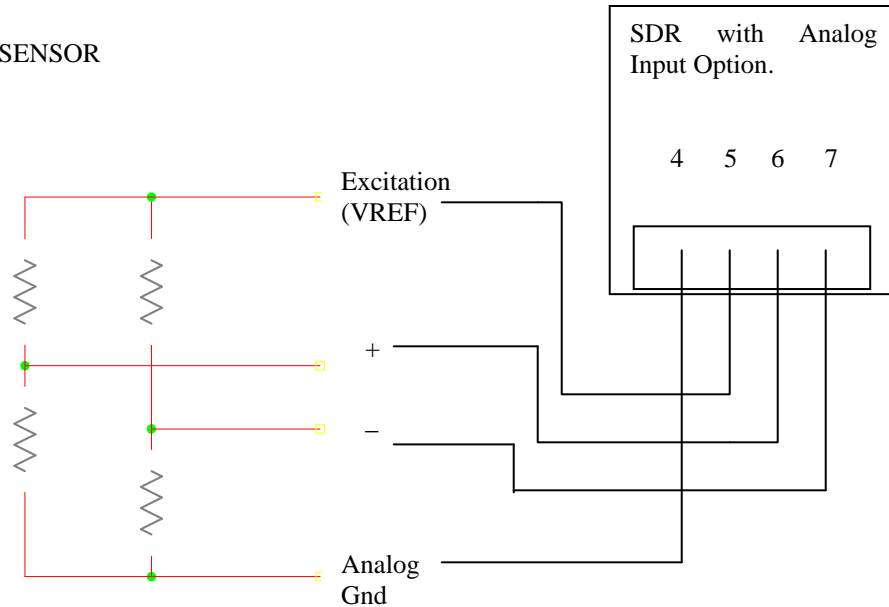 SENSOR
SDR with Analog
Input Option.
4 5 6 7
Excitation
(VREF)
+
−
Analog
Gnd